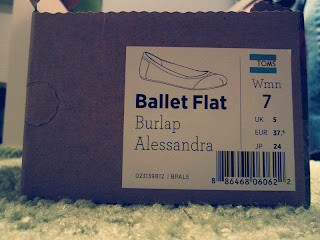 TOMS
Wmn
7
Ballet Flat
Burlap
Alessandra
UK 5
EUR 37.⁵
JP 24
023139B12 | BPALE
8 86468 06062 2